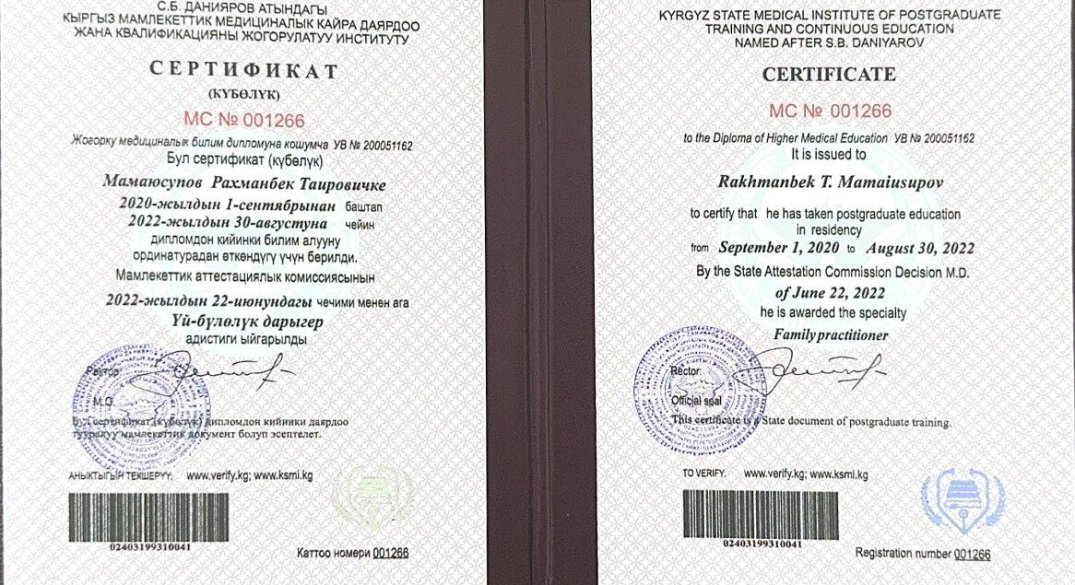 С.Б. ДАНИЯРОВ АТЫНДАГЫ
КЫРГЫЗ МАМЛЕКЕТТИК МЕДИЦИНАЛЫК КАЙРА ДАЯРДОО
ЖАНА КВАЛИФИКАЦИЯНЫ ЖОГОРУЛАТУУ ИНСТИТУТУ
СЕРТИФИКАТ
(КҮБӨЛҮК)
МС № 001266
Жогорку медициналык билим дипломуна кошумча УВ № 200051162
Бул сертификат (күбөлүк)
Мамаюсупов Рахманбек Таировичке
2020-жылдын 1-сентябрынан баштап
2022-жылдын 30-августуна чейин
дипломдон кийинки билим алууну
ординатурадан өткөндүгү үчүн берилди.
Мамлекеттик аттестациялык комиссиясынын
2022-жылдын 22-июнундагы чечими менен ага
Үй-бүлөлүк дарыгер
адистиги ыйгарылды
Ректор
М.О.
Бул сертификат (күбөлүк) дипломдон кийинки даярдоо
тууралуу мамлекеттик документ болуп эсептелет.
АНЫКТЫГЫН ТЕКШЕРҮҮ: www.verify.kg; www.ksmi.kg
02403199310041
Каттоо номери 001266
KYRGYZ STATE MEDICAL INSTITUTE OF POSTGRADUATE
TRAINING AND CONTINUOUS EDUCATION
NAMED AFTER S.B. DANIYAROV
CERTIFICATE
МС № 001266
to the Diploma of Higher Medical Education УВ № 200051162
It is issued to
Rakhmanbek T. Mamaiusupov
to certify that he has taken postgraduate education
in residency
from September 1, 2020 to August 30, 2022
By the State Attestation Commission Decision M.D.
of June 22, 2022
he is awarded the specialty
Family practitioner
Rector
Official seal
This certificate is a State document of postgraduate training.
TO VERIFY: www.verify.kg; www.ksmi.kg
02403199310041
Registration number 001266